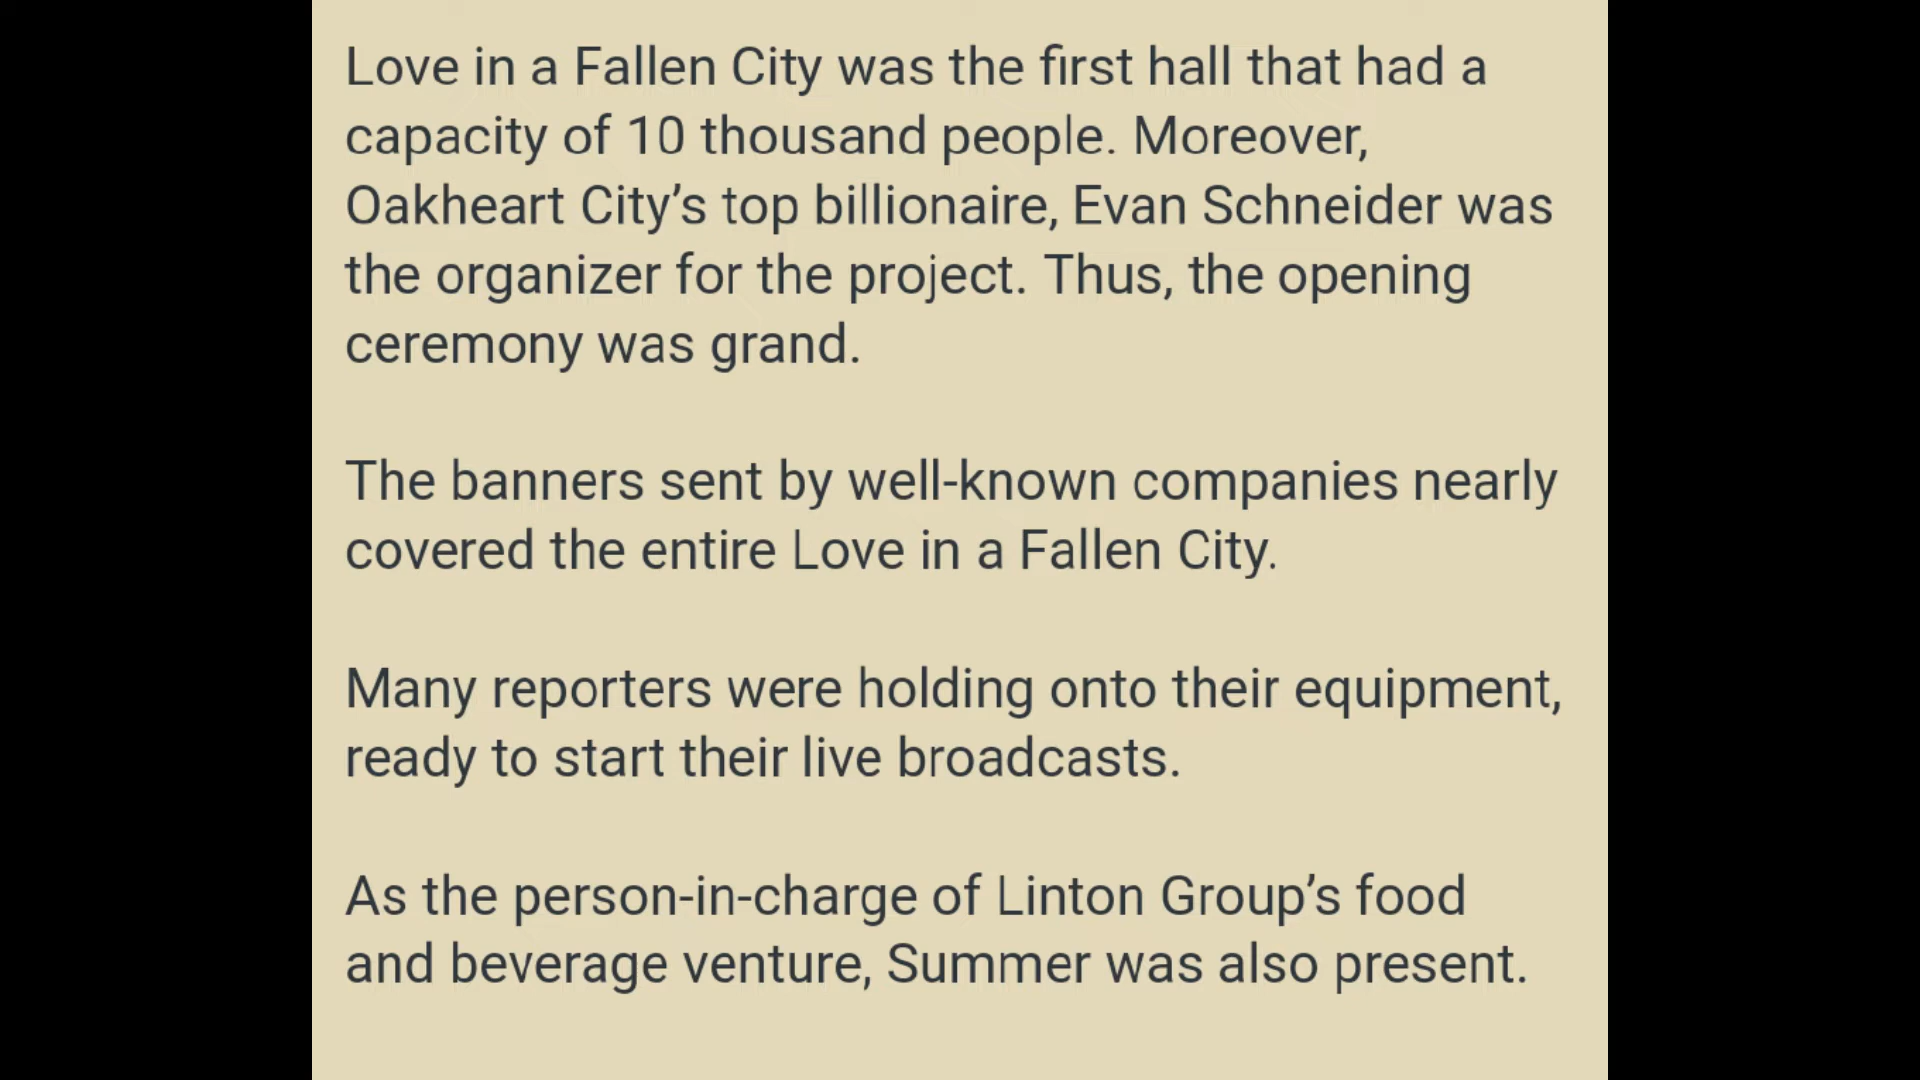 Love in a Fallen City was the first hall that had a
capacity of 10 thousand people. Moreover,
Oakheart City’s top billionaire, Evan Schneider was
the organizer for the project. Thus, the opening
ceremony was grand.
The banners sent by well-known companies nearly
covered the entire Love in a Fallen City.
Many reporters were holding onto their equipment,
ready to start their live broadcasts.
As the person-in-charge of Linton Group’s food
and beverage venture, Summer was also present.